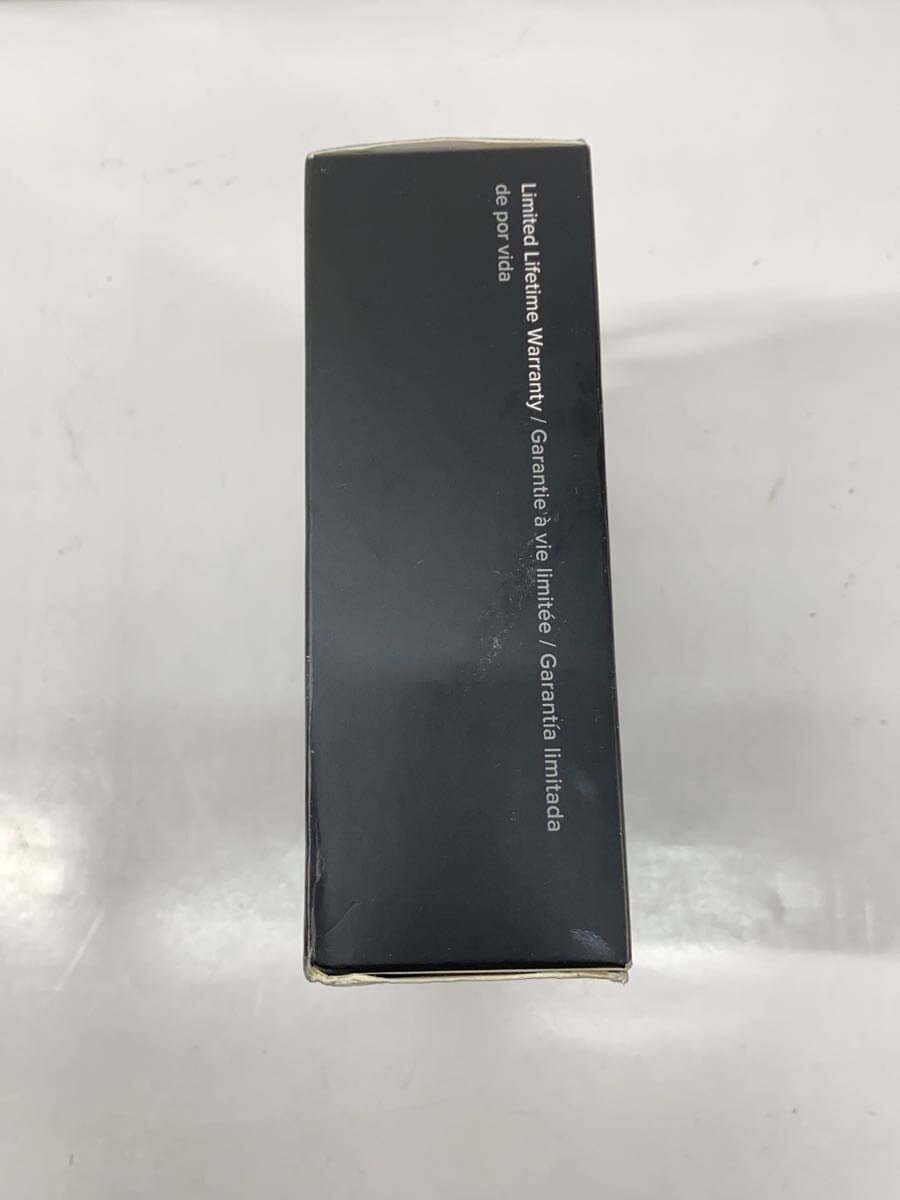 Limited Lifetime Warranty / Garantie à vie limitée / Garantía limitada
de por vida